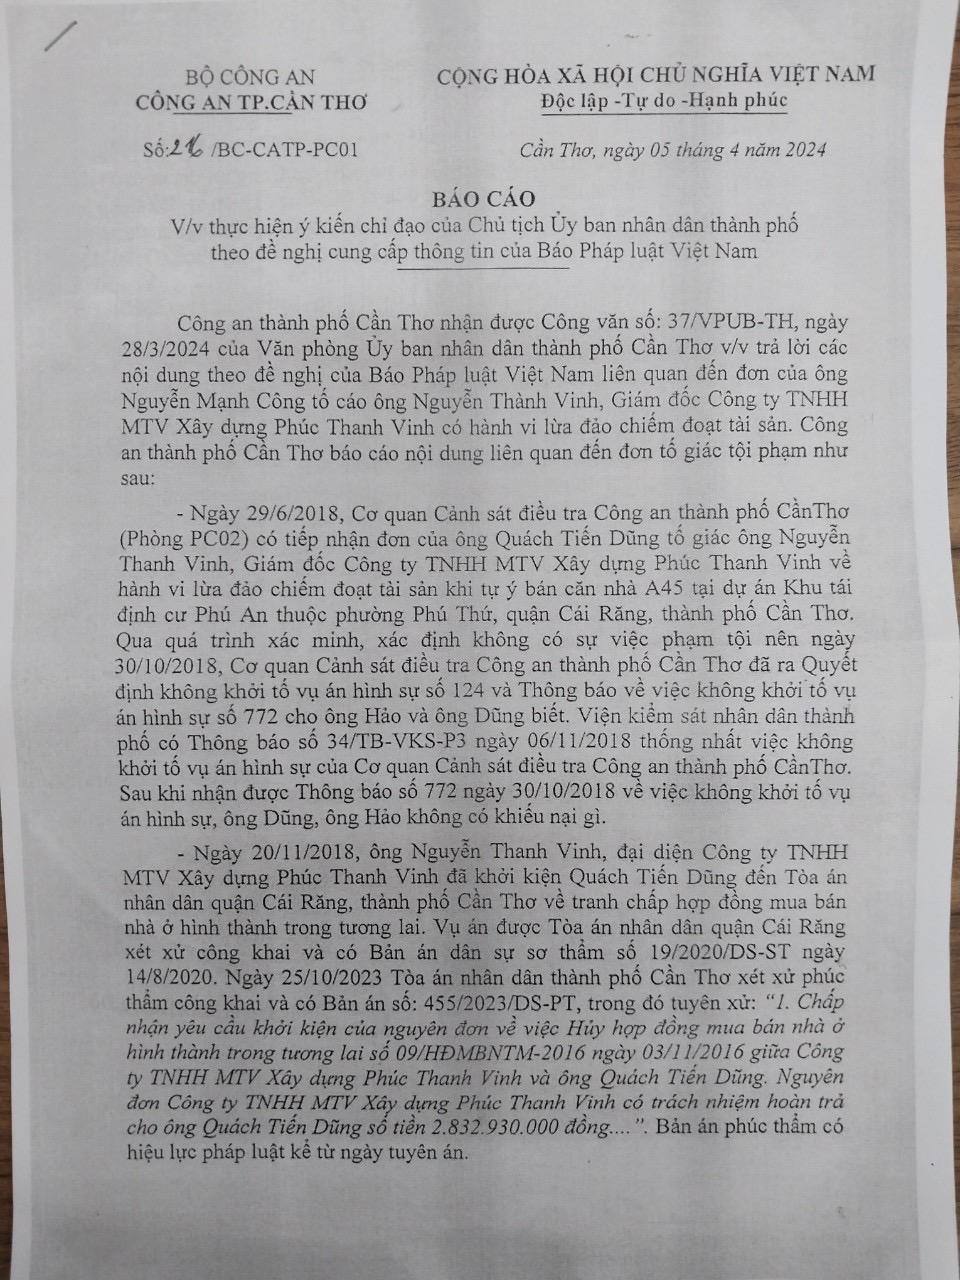 BỘ CÔNG AN
CÔNG AN TP.CẦN THƠ
CỘNG HÒA XÃ HỘI CHỦ NGHĨA VIỆT NAM
Độc lập -Tự do -Hạnh phúc
Số: /BC-CATP-PC01
Cần Thơ, ngày 05 tháng 4 năm 2024
BÁO CÁO
V/v thực hiện ý kiến chỉ đạo của Chủ tịch Ủy ban nhân dân thành phố
theo đề nghị cung cấp thông tin của Báo Pháp luật Việt Nam
Công an thành phố Cần Thơ nhận được Công văn số: 37/VPUB-TH, ngày
28/3/2024 của Văn phòng Ủy ban nhân dân thành phố Cần Thơ v/v trả lời các
nội dung theo đề nghị của Báo Pháp luật Việt Nam liên quan đến đơn của ông
Nguyễn Mạnh Công tố cáo ông Nguyễn Thành Vinh, Giám đốc Công ty TNHH
MTV Xây dựng Phúc Thanh Vinh có hành vi lừa đảo chiếm đoạt tài sản. Công
an thành phố Cần Thơ báo cáo nội dung liên quan đến đơn tố giác tội phạm như
sau:
- Ngày 29/6/2018, Cơ quan Cảnh sát điều tra Công an thành phố CầnThơ
(Phòng PC02) có tiếp nhận đơn của ông Quách Tiến Dũng tố giác ông Nguyễn
Thanh Vinh, Giám đốc Công ty TNHH MTV Xây dựng Phúc Thanh Vinh về
hành vi lừa đảo chiếm đoạt tài sản khi tự ý bán căn nhà A45 tại dự án Khu tái
định cư Phú An thuộc phường Phú Thứ, quận Cái Răng, thành phố Cần Thơ.
Qua quá trình xác minh, xác định không có sự việc phạm tội nên ngày
30/10/2018, Cơ quan Cảnh sát điều tra Công an thành phố Cần Thơ đã ra Quyết
định không khởi tố vụ án hình sự số 124 và Thông báo về việc không khởi tố vụ
án hình sự số 772 cho ông Hảo và ông Dũng biết. Viện kiểm sát nhân dân thành
phố có Thông báo số 34/TB-VKS-P3 ngày 06/11/2018 thống nhất việc không
khởi tố vụ án hình sự của Cơ quan Cảnh sát điều tra Công an thành phố CầnThơ.
Sau khi nhận được Thông báo số 772 ngày 30/10/2018 về việc không khởi tố vụ
án hình sự, ông Dũng, ông Hảo không có khiếu nại gì.
- Ngày 20/11/2018, ông Nguyễn Thanh Vinh, đại diện Công ty TNHH
MTV Xây dựng Phúc Thanh Vinh đã khởi kiện Quách Tiến Dũng đến Tòa án
nhân dân quận Cái Răng, thành phố Cần Thơ về tranh chấp hợp đồng mua bán
nhà ở hình thành trong tương lai. Vụ án được Tòa án nhân dân quận Cái Răng
xét xử công khai và có Bản án dân sự sơ thẩm số 19/2020/DS-ST ngày
14/8/2020. Ngày 25/10/2023 Tòa án nhân dân thành phố Cần Thơ xét xử phúc
thẩm công khai và có Bản án số: 455/2023/DS-PT, trong đó tuyên xử: “1. Chấp
nhận yêu cầu khởi kiện của nguyên đơn về việc Hủy hợp đồng mua bán nhà ở
hình thành trong tương lai số 09/HĐMBNTM-2016 ngày 03/11/2016 giữa Công
ty TNHH MTV Xây dựng Phúc Thanh Vinh và ông Quách Tiến Dũng. Nguyên
đơn Công ty TNHH MTV Xây dựng Phúc Thanh Vinh có trách nhiệm hoàn trả
cho ông Quách Tiến Dũng số tiền 2.832.930.000 đồng....”. Bản án phúc thẩm có
hiệu lực pháp luật kể từ ngày tuyên án.